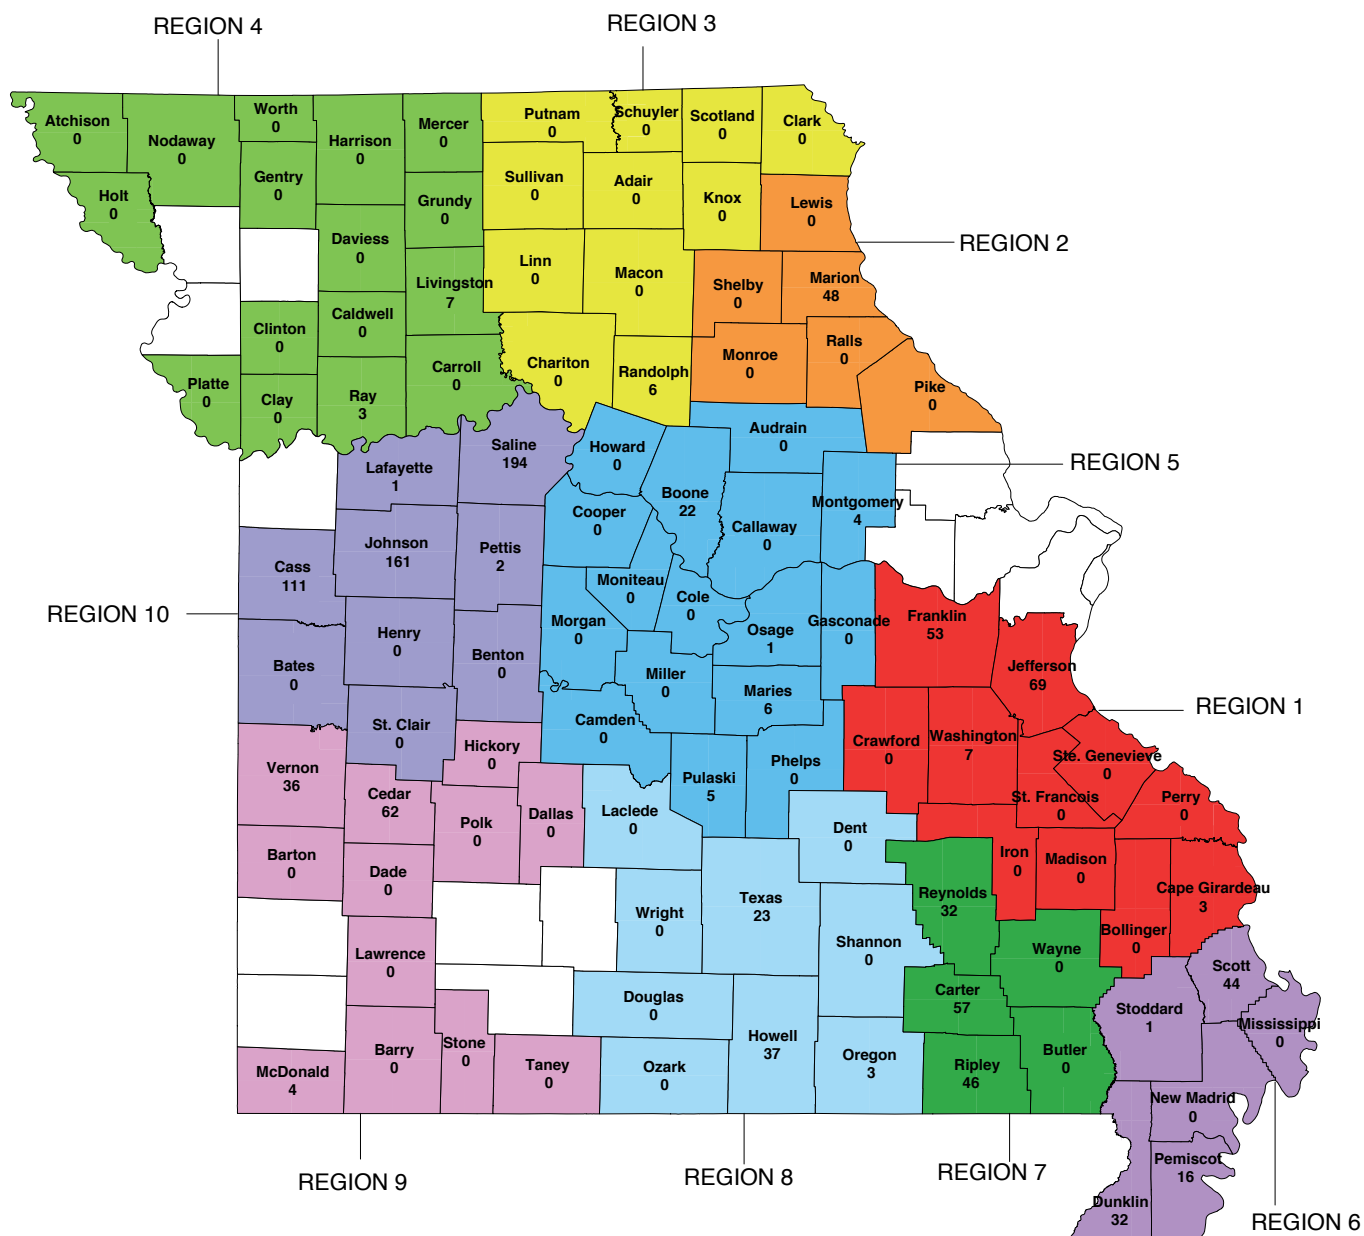 REGION 4
REGION 3
Atchison
0
Nodaway
0
Worth
0
Harrison
0
Mercer
0
Putnam
0
Schuyler
0
Scotland
0
Clark
0
Holt
0
Gentry
0
Grundy
0
Sullivan
0
Adair
0
Knox
0
Lewis
0
REGION 2
Daviess
0
Livingston
7
Linn
0
Macon
0
Shelby
0
Marion
48
Clinton
0
Caldwell
0
Chariton
0
Randolph
6
Monroe
0
Ralls
0
Pike
0
Platte
0
Clay
0
Ray
3
Carroll
0
Lafayette
1
Saline
194
Howard
0
Audrain
0
REGION 5
Boone
22
Callaway
0
Montgomery
4
Cooper
0
Cass
111
Johnson
161
Pettis
2
Moniteau
0
Cole
0
REGION 10
Morgan
0
Osage
1
Gasconade
0
Franklin
53
Henry
0
Benton
0
Bates
0
Miller
0
Maries
6
Jefferson
69
REGION 1
St. Clair
0
Camden
0
Hickory
0
Vernon
36
Cedar
62
Pulaski
5
Phelps
0
Crawford
0
Washington
7
Ste. Genevieve
0
St. Francois
0
Perry
0
Polk
0
Dallas
0
Laclede
0
Dent
0
Barton
0
Dade
0
Iron
0
Madison
0
Reynolds
32
Cape Girardeau
3
Wright
0
Texas
23
Shannon
0
Wayne
0
Bollinger
0
Lawrence
0
Scott
44
Douglas
0
Carter
57
Stoddard
1
Mississippi
0
Howell
37
Oregon
3
McDonald
4
Barry
0
Stone
0
Taney
0
Ozark
0
Ripley
46
Butler
0
New Madrid
0
Pemiscot
16
Dunklin
32
REGION 9
REGION 8
REGION 7
REGION 6